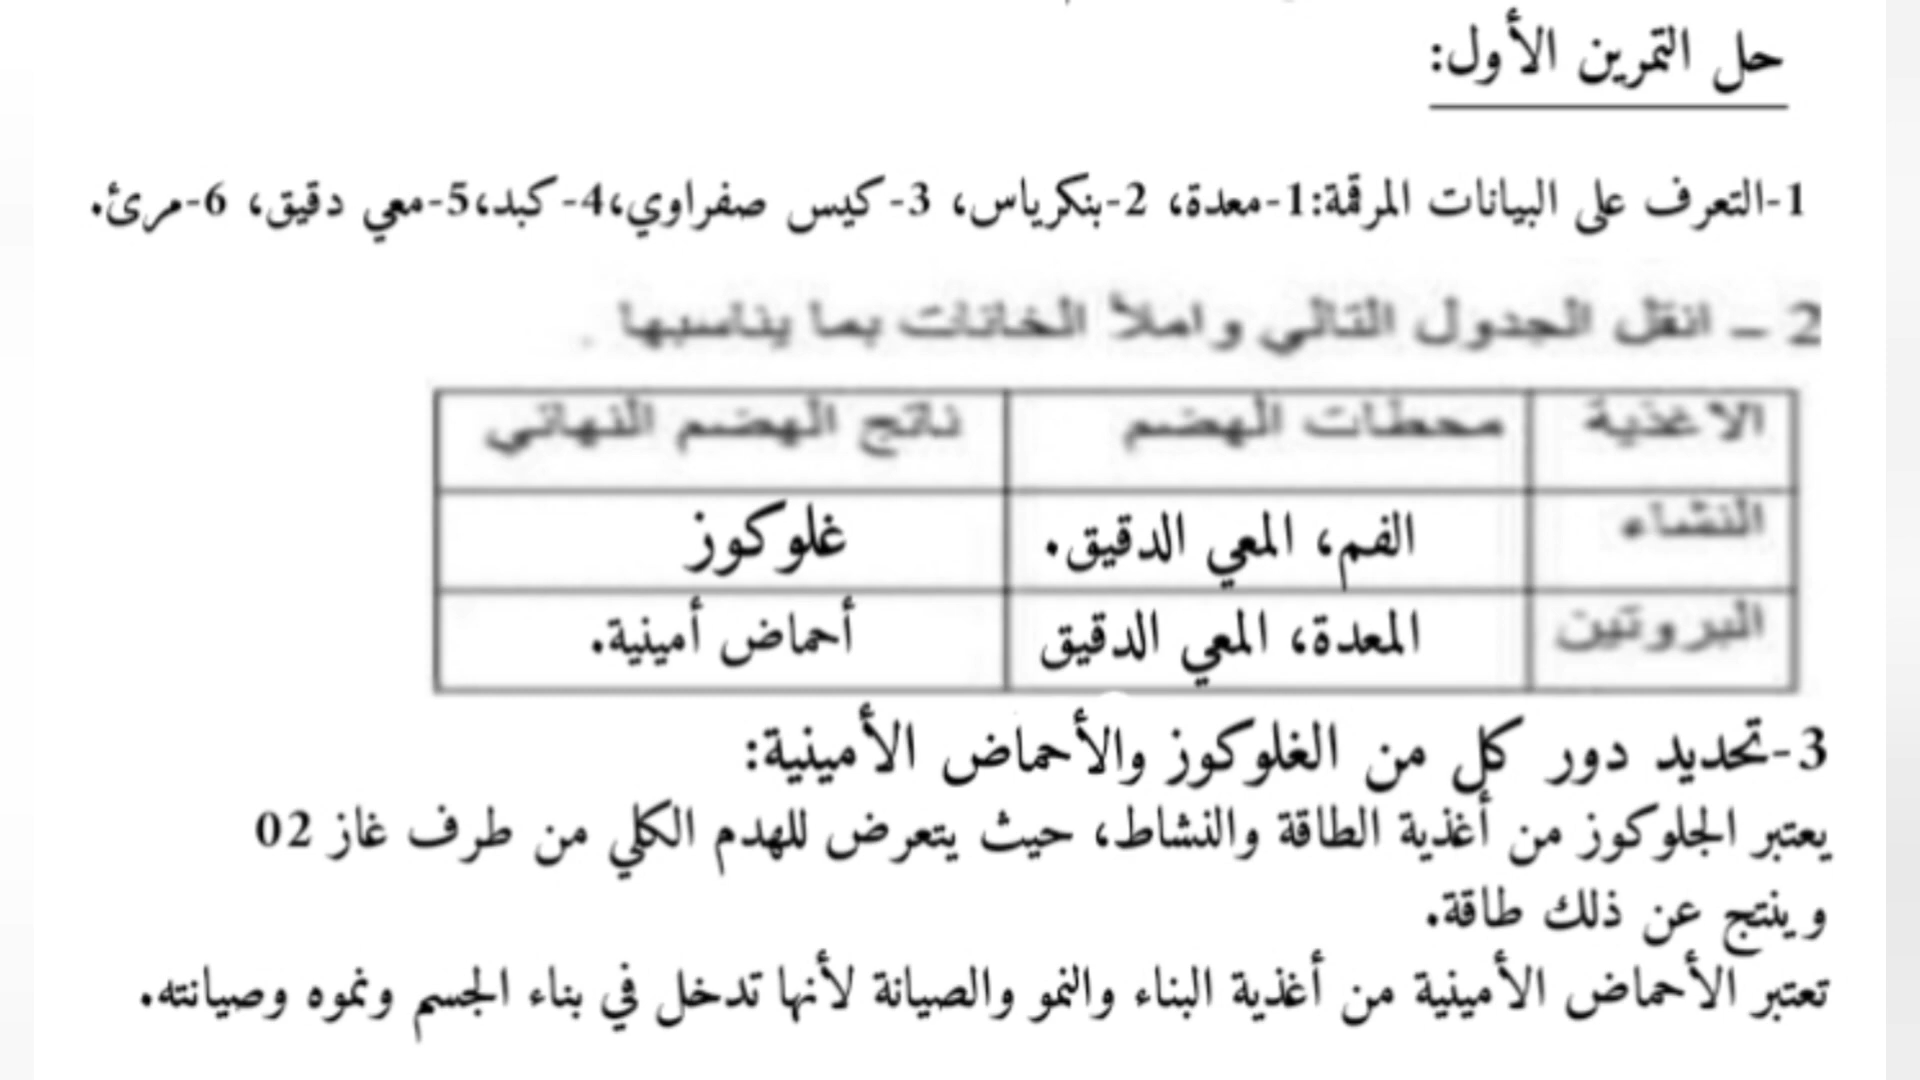 حل التمرين الأول:
1-التعرف على البيانات المرقمة:1-معدة، 2-بنكرياس، 3-كيس صفراوي،4-كبد،5-معي دقيق، 6-مرئ.
2 – انقل الجدول التالي واملأ الخانات بما يناسبها .
الاغذية محطات الهضم ناتج الهضم النهائي
النشاء الفم، المعي الدقيق. غلوكوز
البروتين المعدة، المعي الدقيق أحماض أمينية.
3-تحديد دور كل من الغلوكوز والأحماض الأمينية:
يعتبر الجلوكوز من أغذية الطاقة والنشاط، حيث يتعرض للهدم الكلي من طرف غاز 02
وينتج عن ذلك طاقة.
تعتبر الأحماض الأمينية من أغذية البناء والنمو والصيانة لأنها تدخل في بناء الجسم ونموه وصيانته.